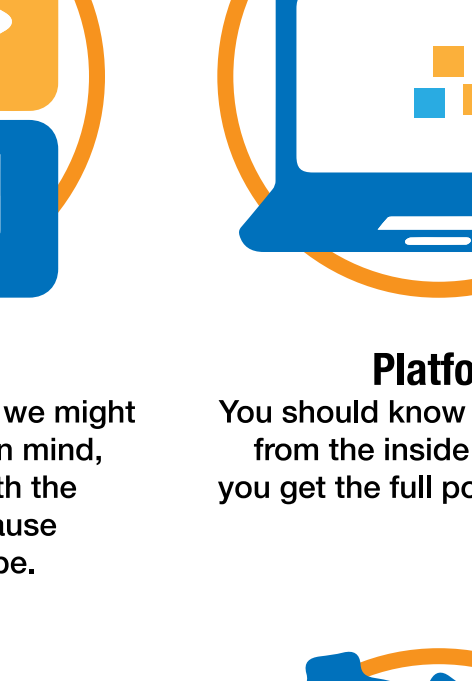 we might
n mind,
th the
ause
be.
Platfo
You should know
from the inside
you get the full po